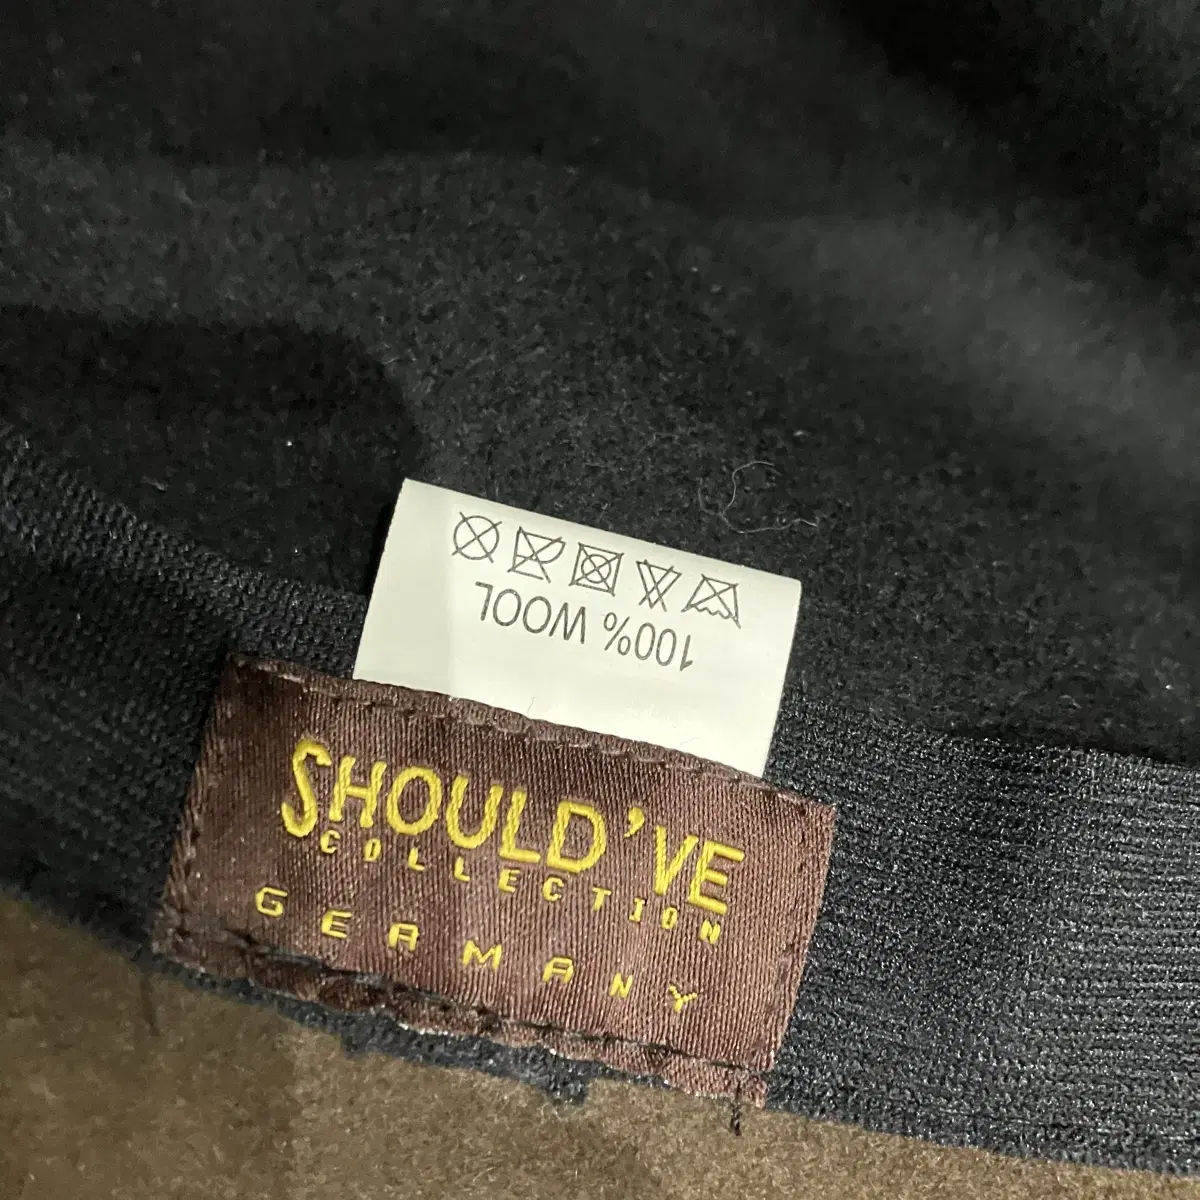 100% WOOL
SHOULD'VE
COLLECTION
GERMANY